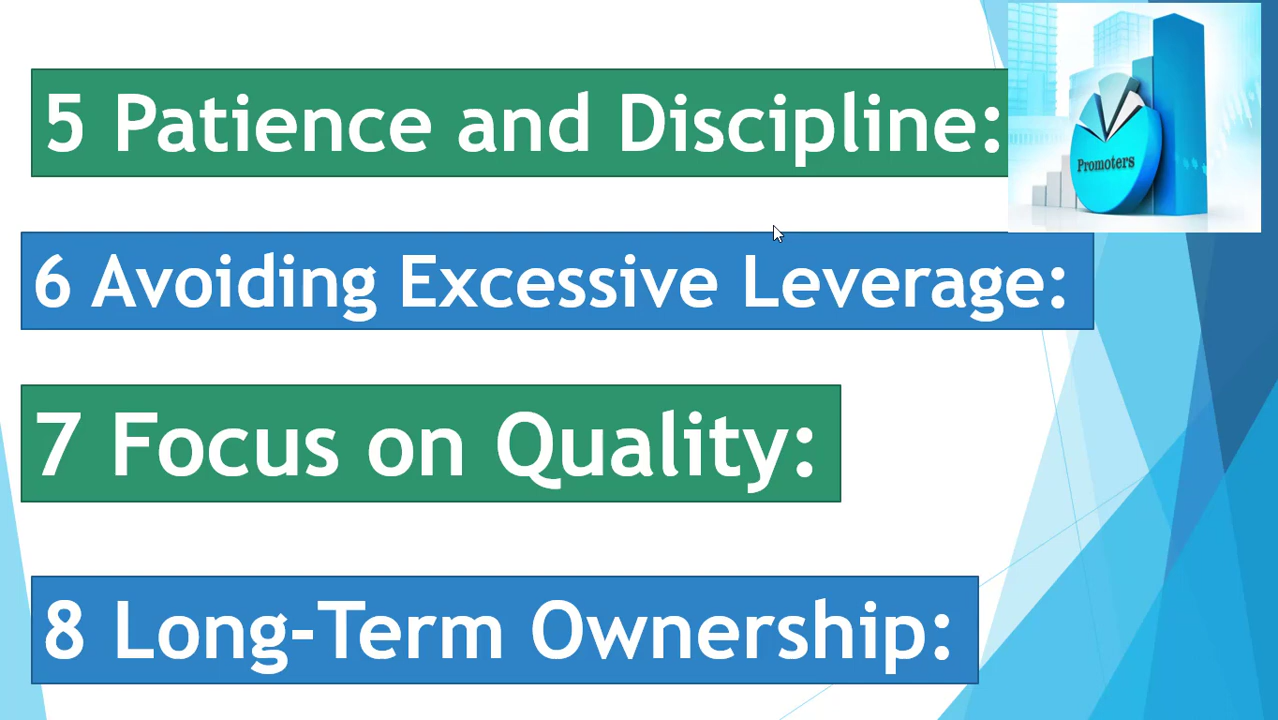 5 Patience and Discipline:
Promoters
6 Avoiding Excessive Leverage:
7 Focus on Quality:
8 Long-Term Ownership: